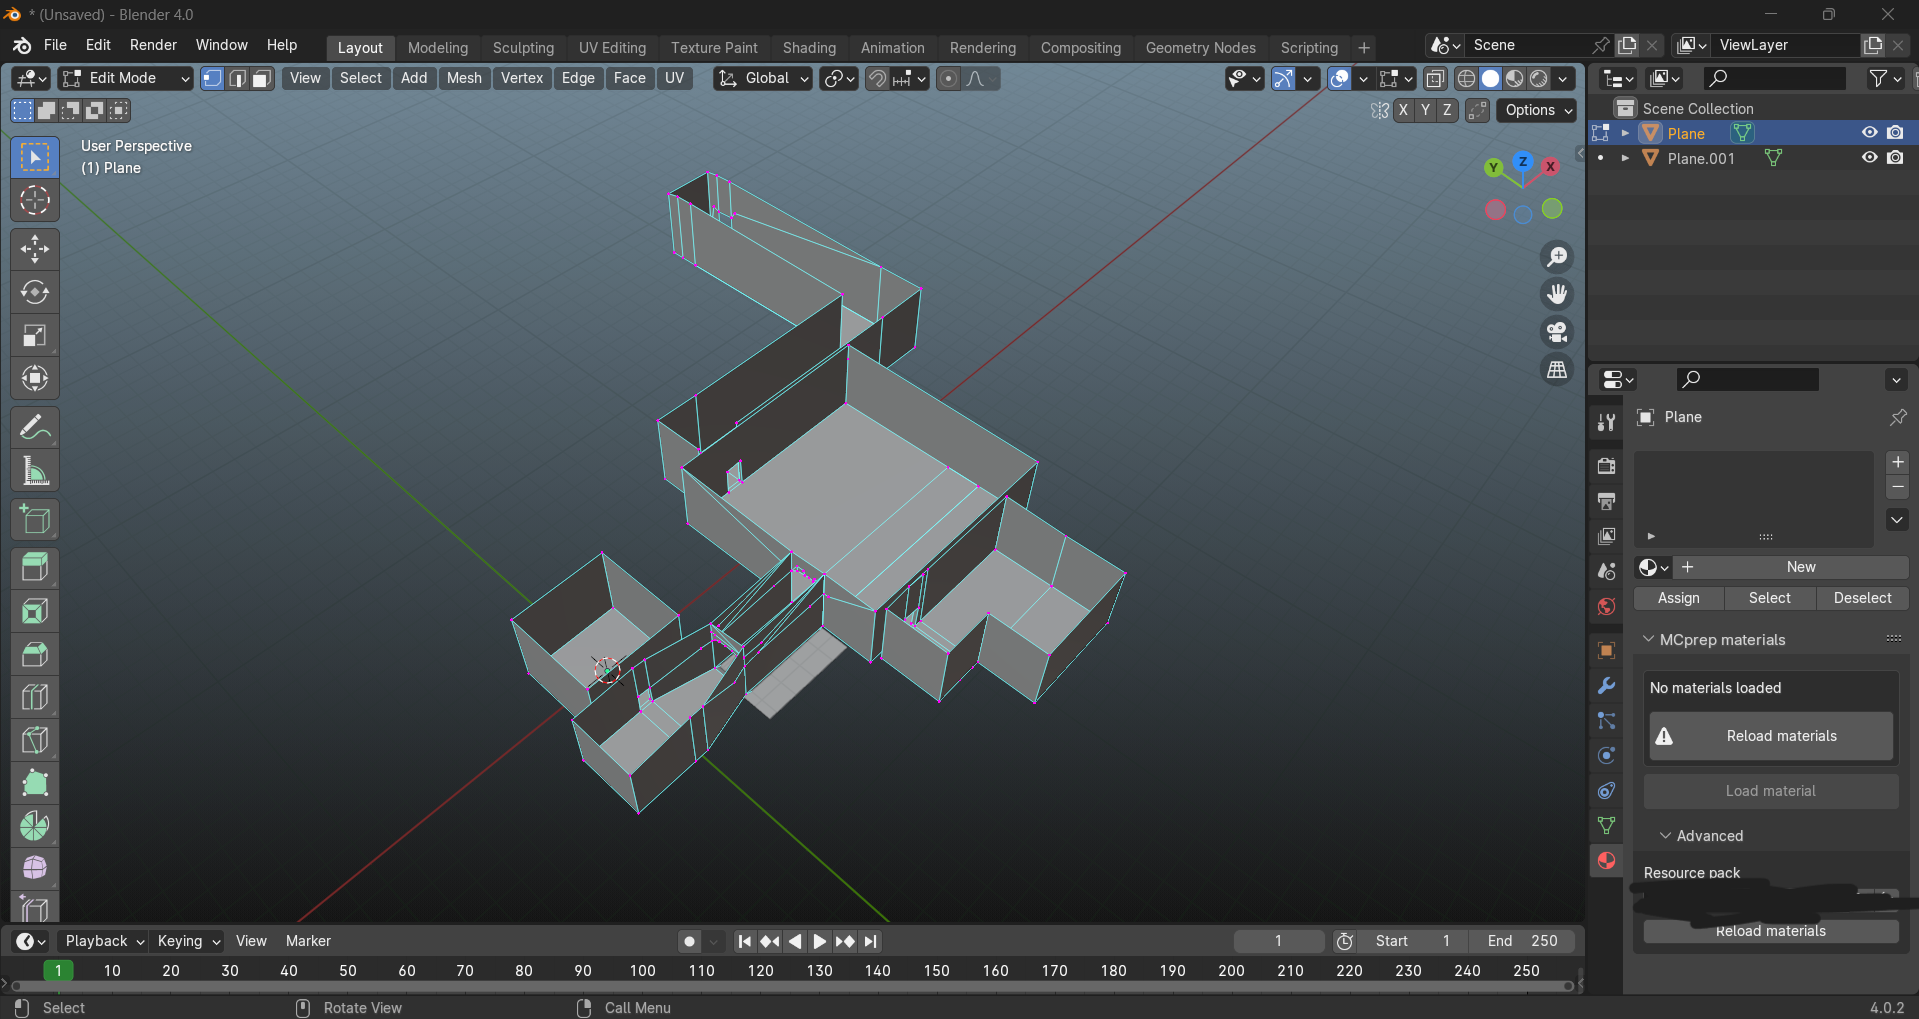 * (Unsaved) - Blender 4.0
File Edit Render Window Help
Layout Modeling Sculpting UV Editing Texture Paint Shading Animation Rendering Compositing Geometry Nodes Scripting +
Scene
ViewLayer
Edit Mode
View Select Add Mesh Vertex Edge Face UV
Global
X Y Z
Options
User Perspective
(1) Plane
Z
Y
X
Scene Collection
Plane
Plane.001
Plane
New
Assign Select Deselect
MCprep materials
No materials loaded
Reload materials
Load material
Advanced
Resource pack
Reload materials
Playback Keying View Marker
1
Start 1
End 250
1 10 20 30 40 50 60 70 80 90 100 110 120 130 140 150 160 170 180 190 200 210 220 230 240 250
Select
Rotate View
Call Menu
4.0.2